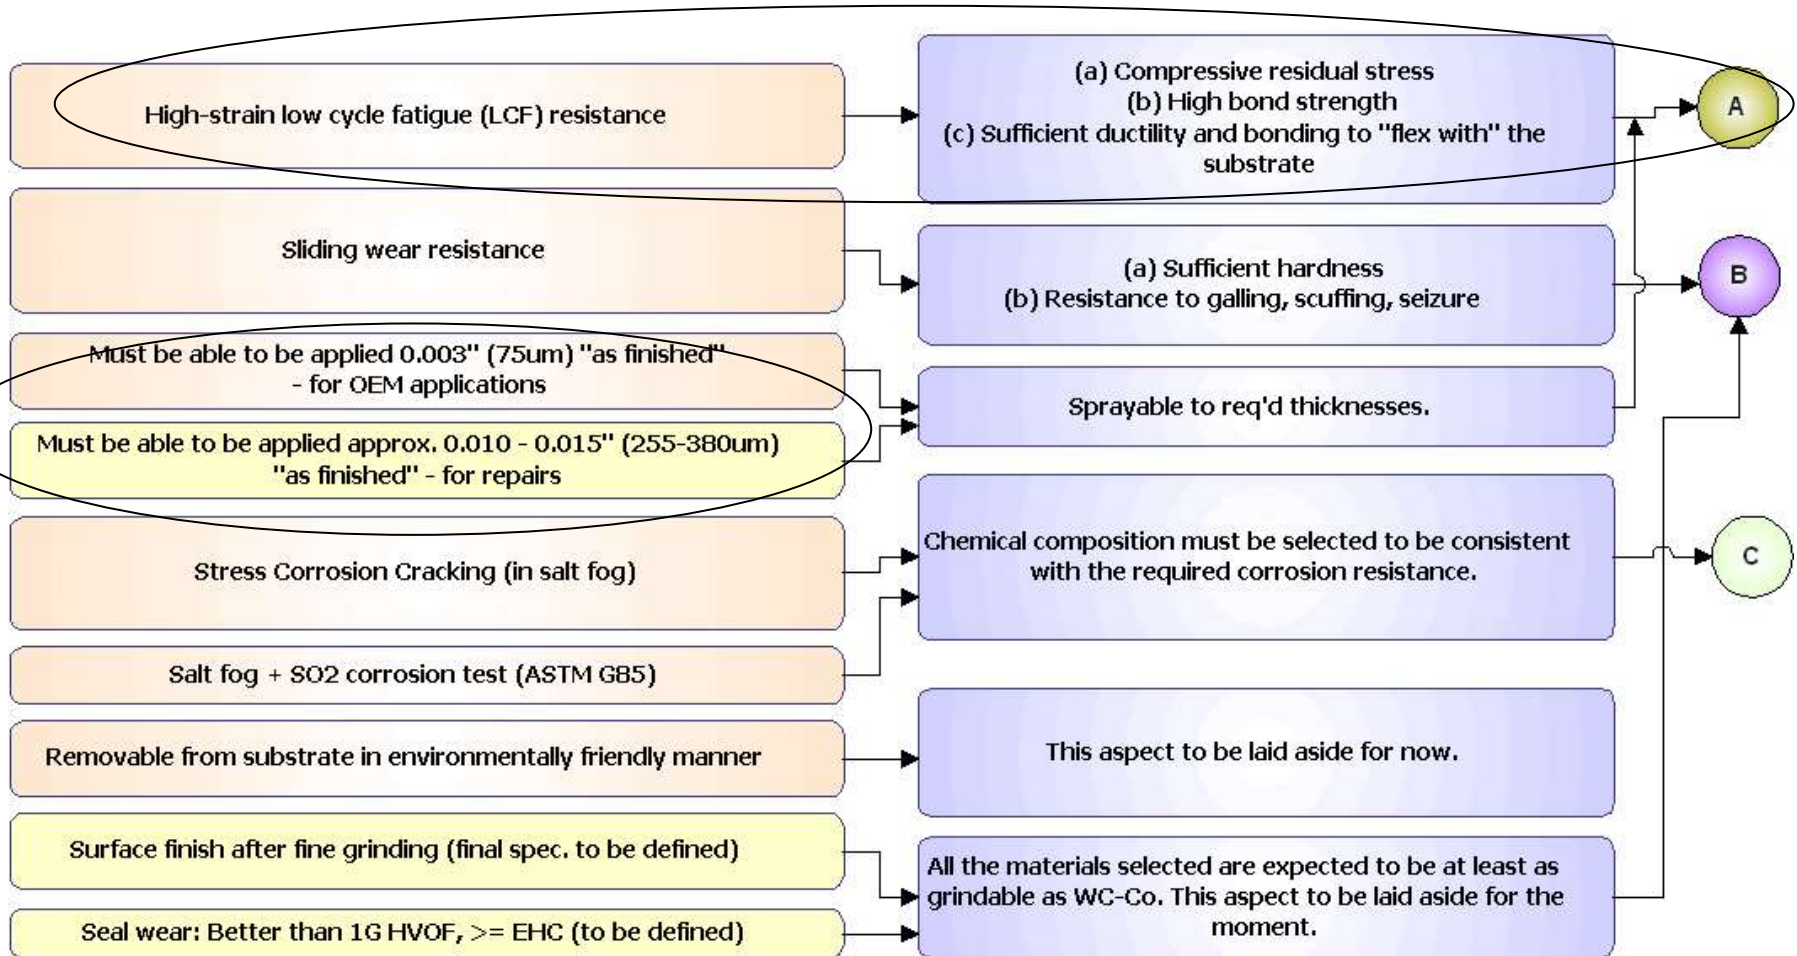 High-strain low cycle fatigue (LCF) resistance
(a) Compressive residual stress
(b) High bond strength
(c) Sufficient ductility and bonding to "flex with" the
substrate
A
Sliding wear resistance
(a) Sufficient hardness
(b) Resistance to galling, scuffing, seizure
B
Must be able to be applied 0.003" (75um) "as finished"
- for OEM applications
Must be able to be applied approx. 0.010 - 0.015" (255-380um)
"as finished" - for repairs
Sprayable to req'd thicknesses.
Stress Corrosion Cracking (in salt fog)
Salt fog + SO2 corrosion test (ASTM G85)
Chemical composition must be selected to be consistent
with the required corrosion resistance.
C
Removable from substrate in environmentally friendly manner
This aspect to be laid aside for now.
Surface finish after fine grinding (final spec. to be defined)
Seal wear: Better than 1G HVOF, >= EHC (to be defined)
All the materials selected are expected to be at least as
grindable as WC-Co. This aspect to be laid aside for the
moment.